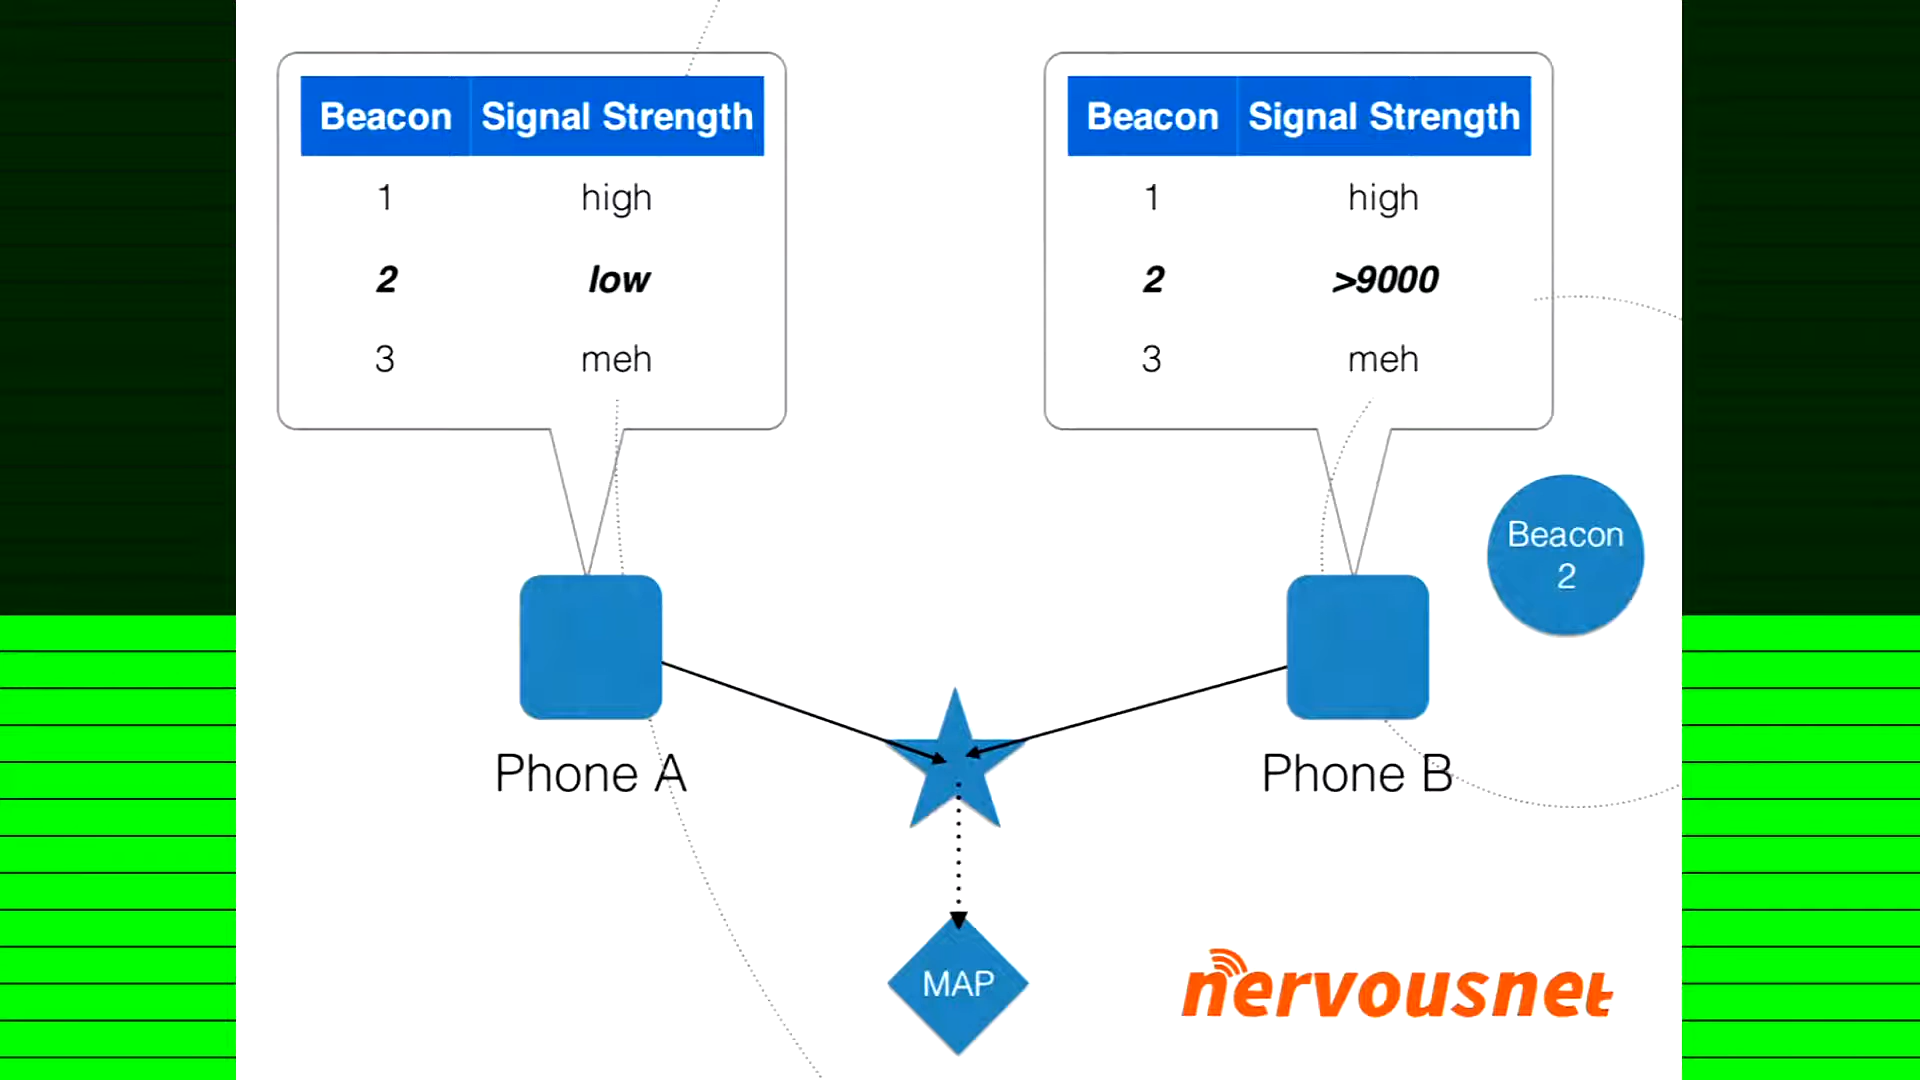 Beacon Signal Strength
1 high
2 low
3 meh
Beacon Signal Strength
1 high
2 >9000
3 meh
Beacon
2
Phone A
Phone B
MAP
nervousnet